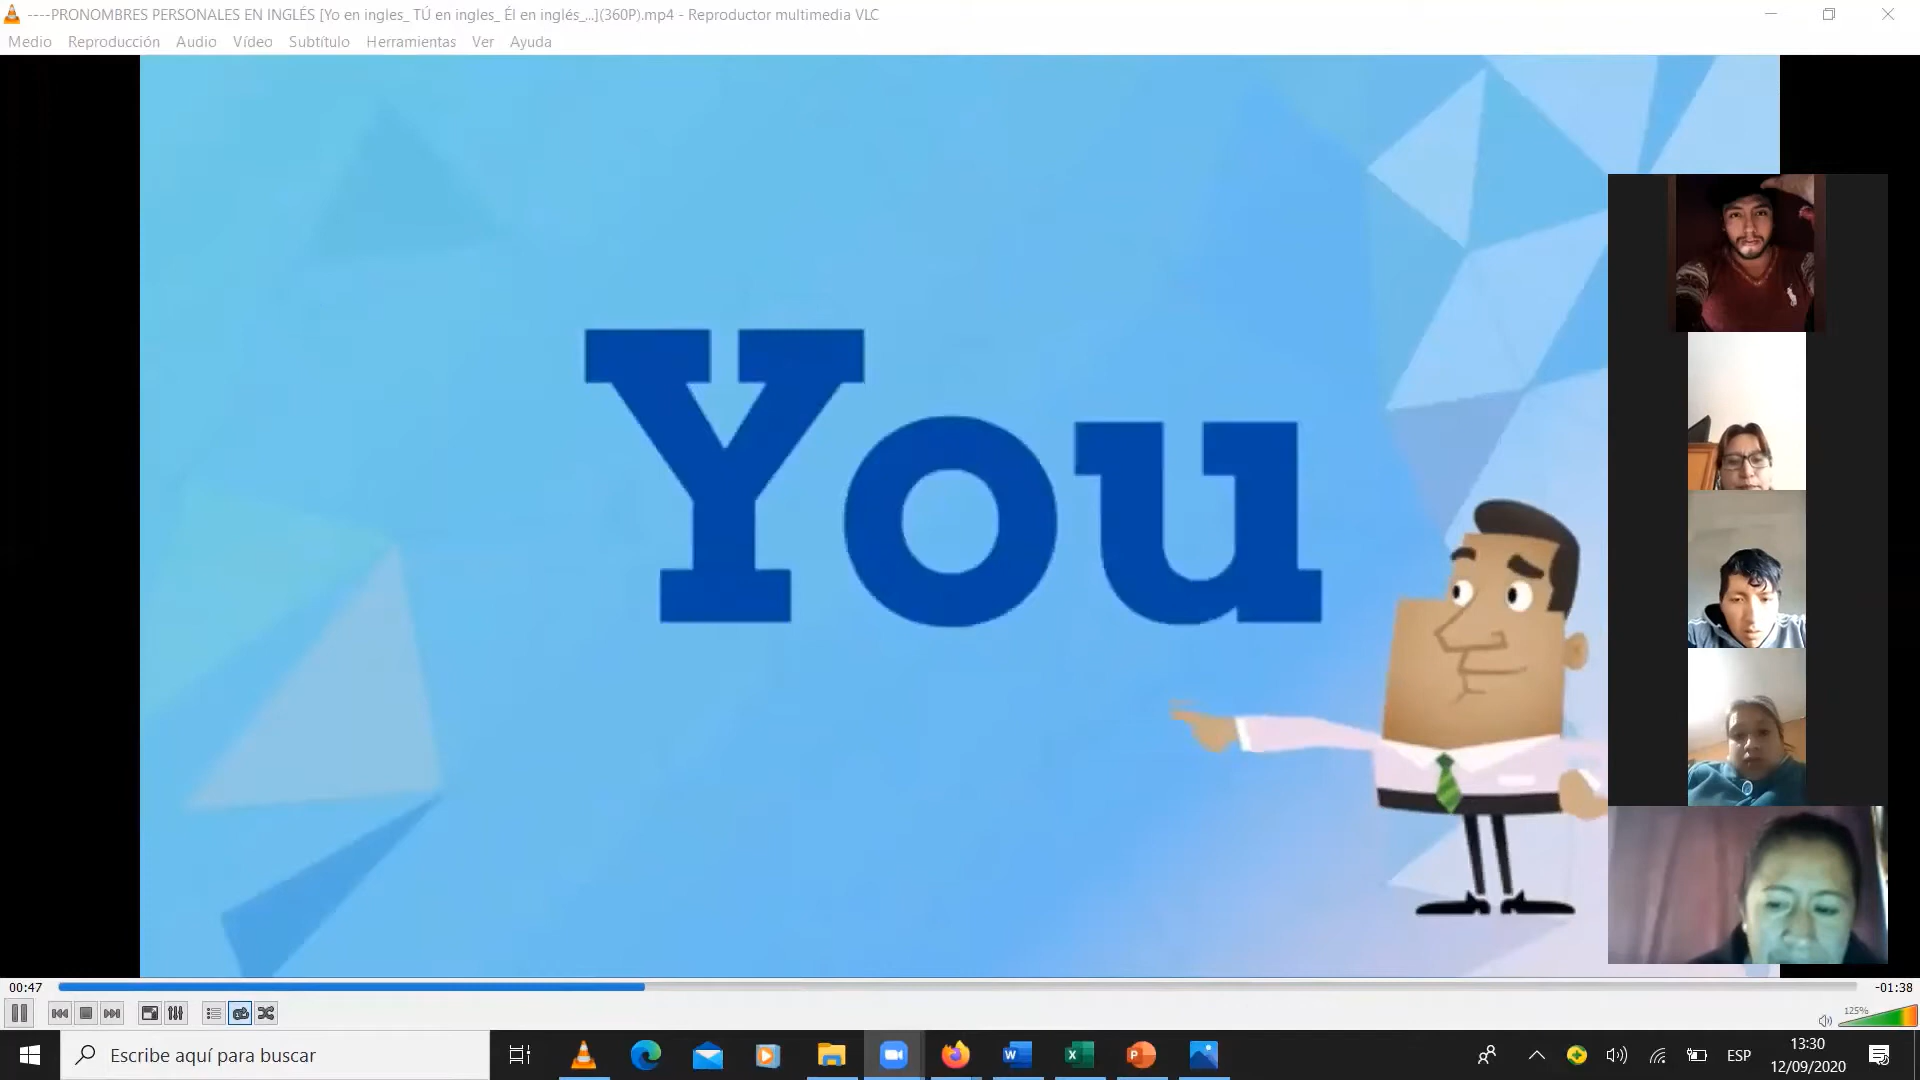 ----PRONOMBRES PERSONALES EN INGLÉS [Yo en ingles_ TÚ en ingles_ Él en inglés_...](360P).mp4 - Reproductor multimedia VLC
Medio Reproducción Audio Vídeo Subtítulo Herramientas Ver Ayuda
You
00:47
-01:38
125%
Escribe aquí para buscar
ESP
13:30
12/09/2020